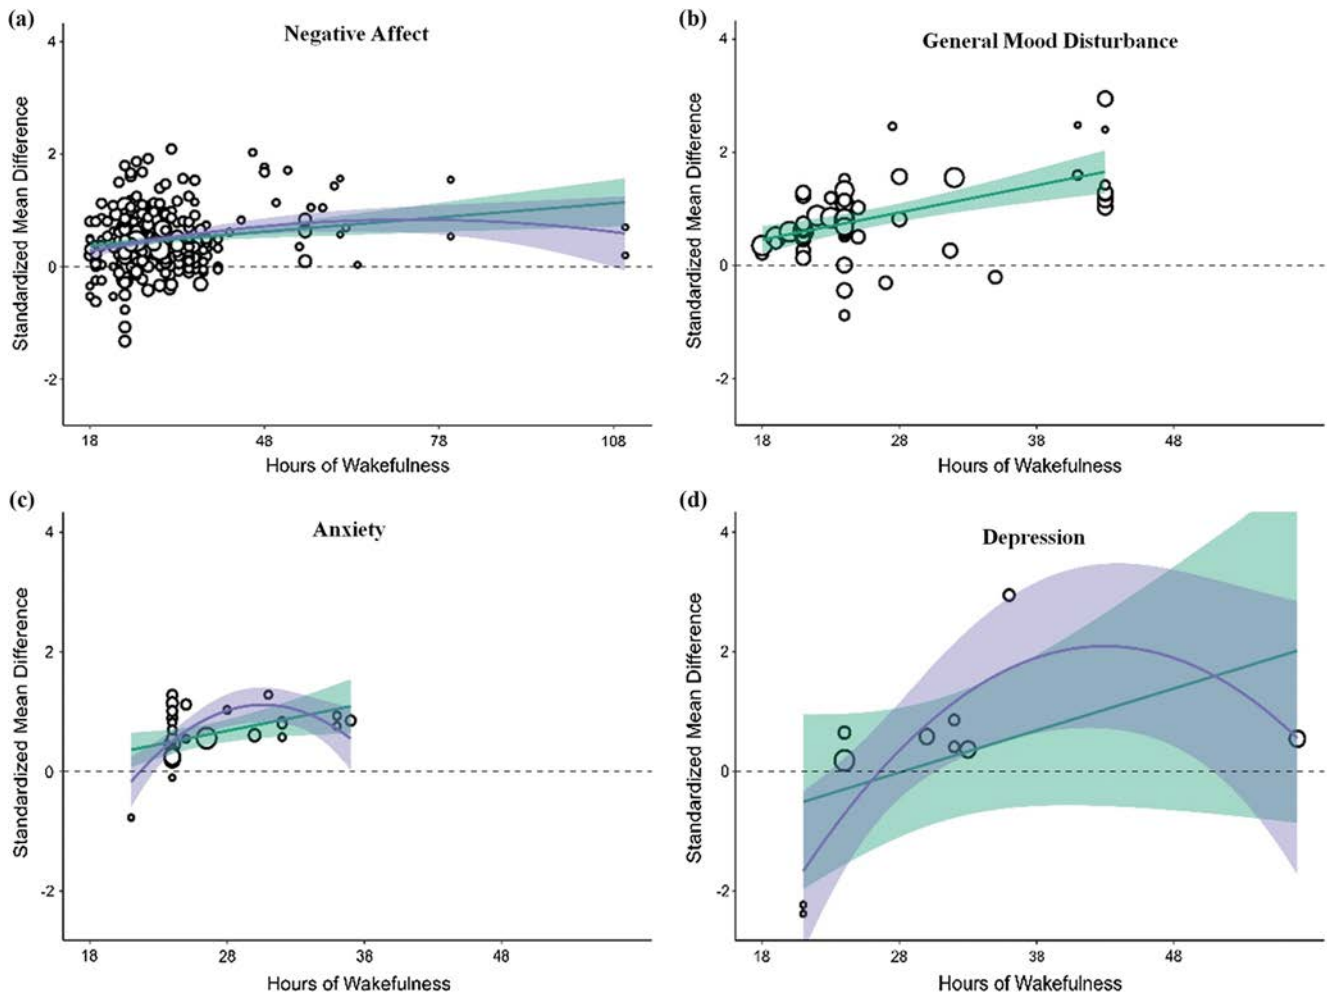 (a)
Negative Affect
Standardized Mean Difference
4
2
0
-2
18 48 78 108
Hours of Wakefulness
(b)
General Mood Disturbance
Standardized Mean Difference
4
2
0
-2
18 28 38 48
Hours of Wakefulness
(c)
Anxiety
Standardized Mean Difference
4
2
0
-2
18 28 38 48
Hours of Wakefulness
(d)
Depression
Standardized Mean Difference
4
2
0
-2
18 28 38 48
Hours of Wakefulness